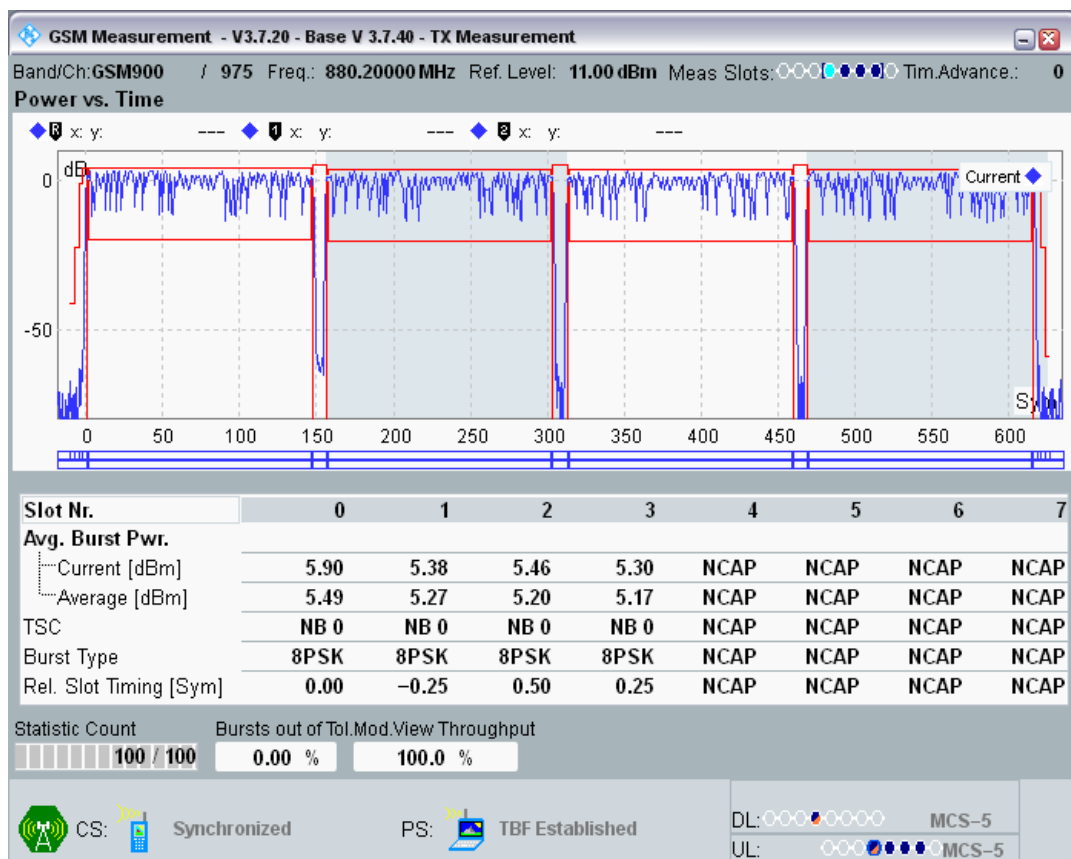 GSM Measurement - V3.7.20 - Base V 3.7.40 - TX Measurement
Band/Ch:GSM900 / 975 Freq.: 880.20000 MHz Ref. Level: 11.00 dBm Meas Slots: Tim.Advance.: 0
Power vs. Time
R x: y: --- 1 x: y: --- 2 x: y: ---
dB
Current
0
-50
Sym
0 50 100 150 200 250 300 350 400 450 500 550 600
Slot Nr. 0 1 2 3 4 5 6 7
Avg. Burst Pwr.
Current [dBm] 5.90 5.38 5.46 5.30 NCAP NCAP NCAP NCAP
Average [dBm] 5.49 5.27 5.20 5.17 NCAP NCAP NCAP NCAP
TSC NB 0 NB 0 NB 0 NB 0 NCAP NCAP NCAP NCAP
Burst Type 8PSK 8PSK 8PSK 8PSK NCAP NCAP NCAP NCAP
Rel. Slot Timing [Sym] 0.00 −0.25 0.50 0.25 NCAP NCAP NCAP NCAP
Statistic Count Bursts out of Tol.Mod.View Throughput
100 / 100 0.00 % 100.0 %
CS: Synchronized PS: TBF Established
DL: MCS−5
UL: MCS−5